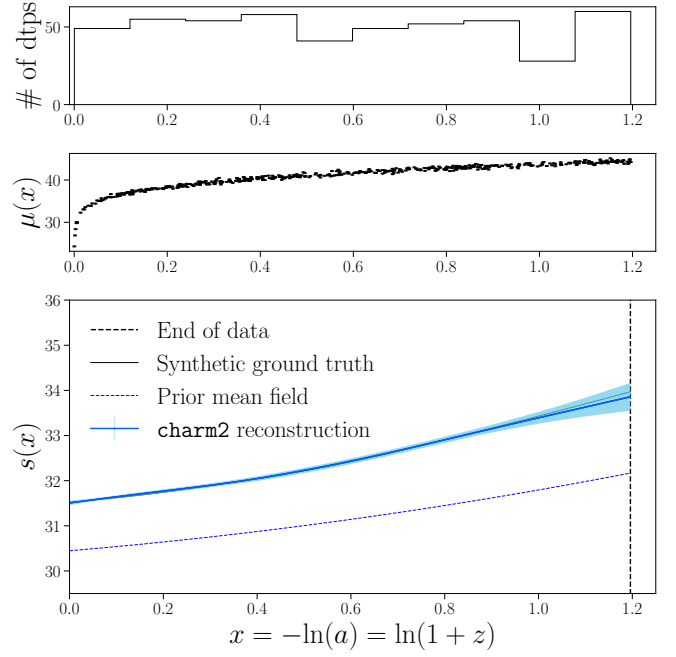 # of dtps
50
0
0.0 0.2 0.4 0.6 0.8 1.0 1.2
μ(x)
40
30
0.0 0.2 0.4 0.6 0.8 1.0 1.2
s(x)
36
35
34
33
32
31
30
End of data
Synthetic ground truth
Prior mean field
charm2 reconstruction
0.0 0.2 0.4 0.6 0.8 1.0 1.2
x = −ln(a) = ln(1 + z)